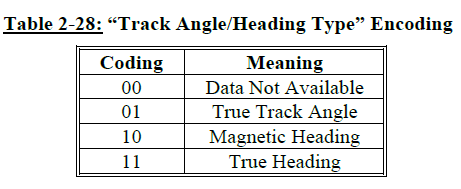 Table 2-28: “Track Angle/Heading Type” Encoding
Coding Meaning
00 Data Not Available
01 True Track Angle
10 Magnetic Heading
11 True Heading